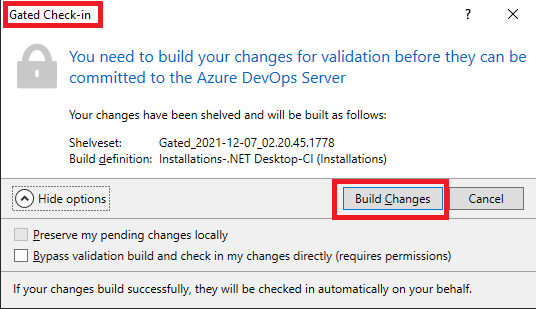 Gated Check-in
You need to build your changes for validation before they can be
committed to the Azure DevOps Server
Your changes have been shelved and will be built as follows:
Shelveset: Gated_2021-12-07_02.20.45.1778
Build definition: Installations-.NET Desktop-CI (Installations)
Hide options Build Changes Cancel
Preserve my pending changes locally
Bypass validation build and check in my changes directly (requires permissions)
If your changes build successfully, they will be checked in automatically on your behalf.